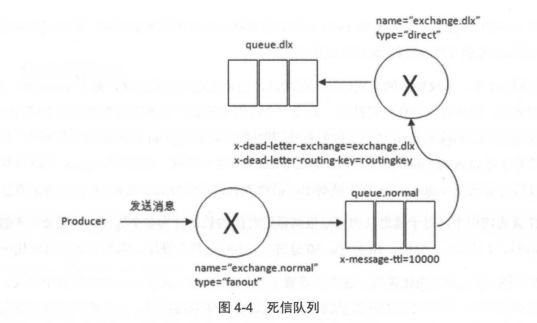 name="exchange.dlx"
type="direct"
queue.dlx
X
x-dead-letter-exchange=exchange.dlx
x-dead-letter-routing-key=routingkey
queue.normal
发送消息
Producer
X
x-message-ttl=10000
name="exchange.normal"
type="fanout"
图 4-4 死信队列